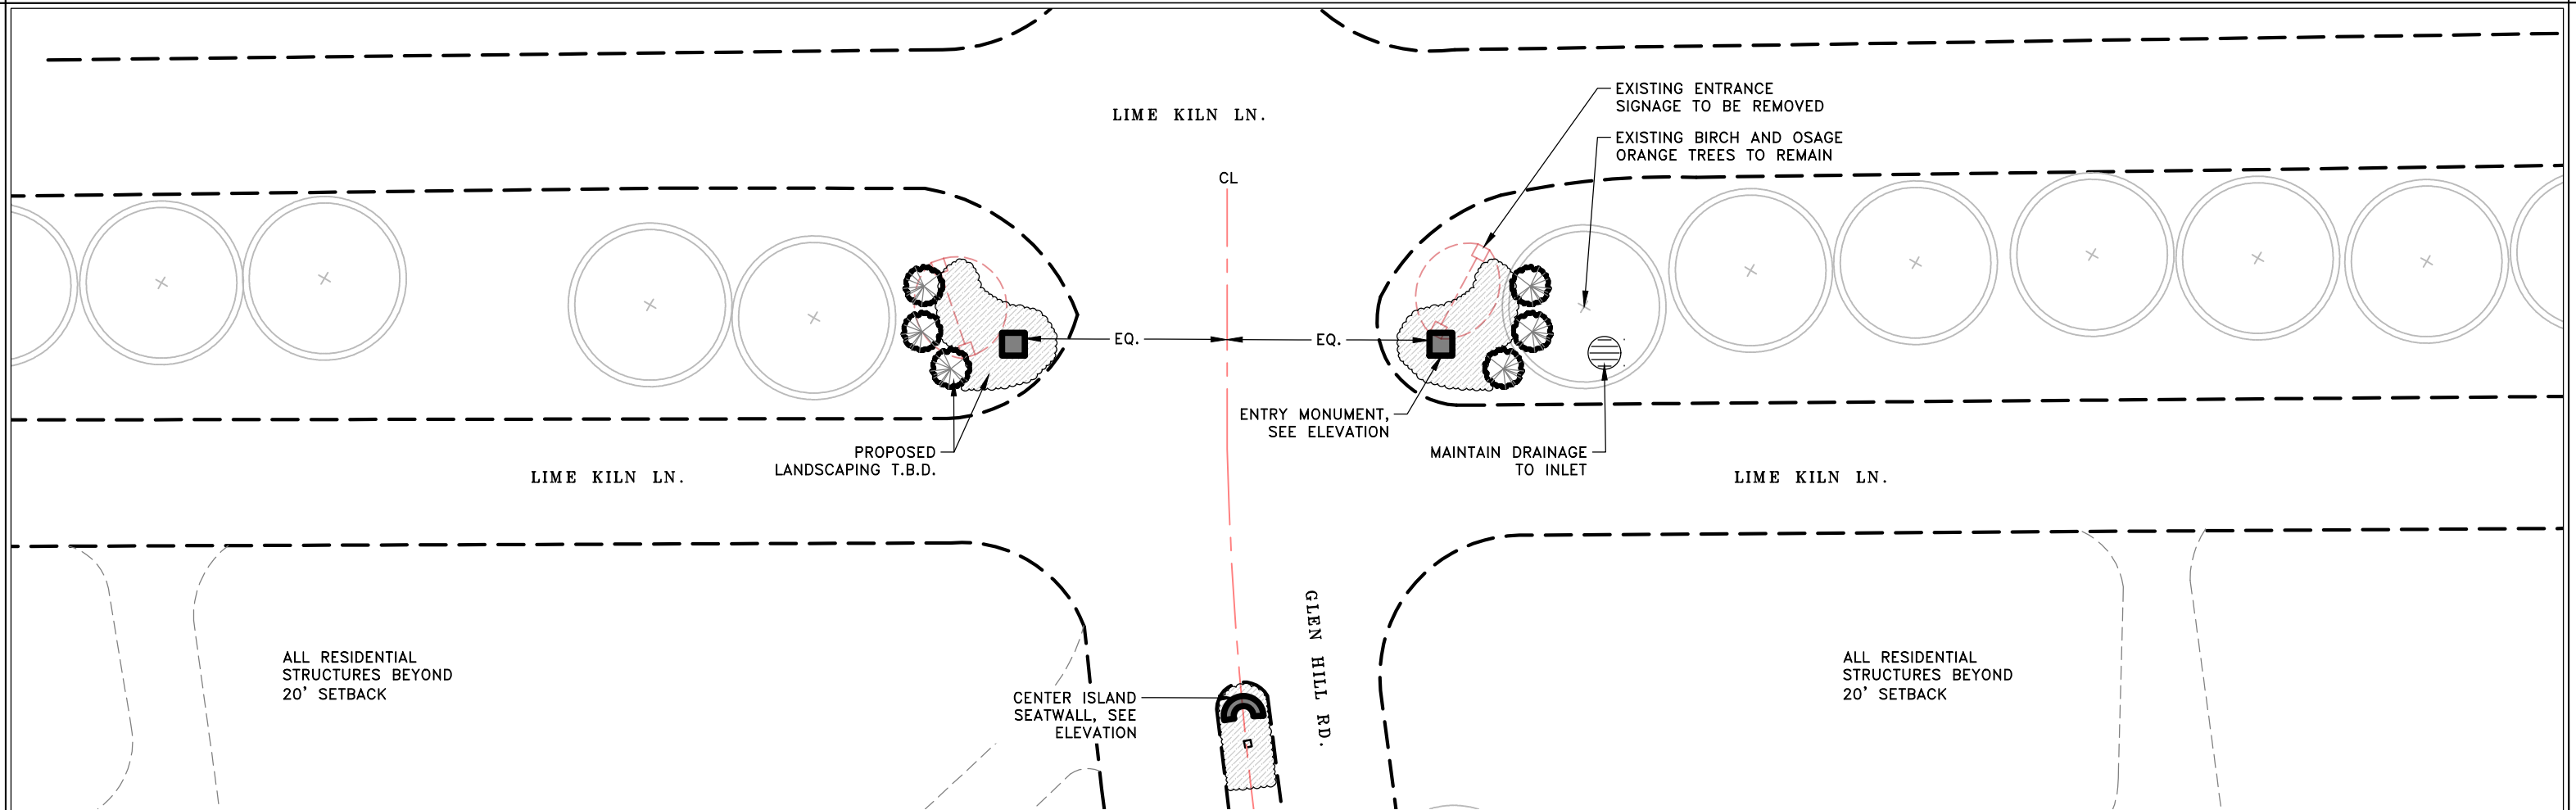 EXISTING ENTRANCE
SIGNAGE TO BE REMOVED
LIME KILN LN.
EXISTING BIRCH AND OSAGE
ORANGE TREES TO REMAIN
CL
EQ.
EQ.
ENTRY MONUMENT,
SEE ELEVATION
PROPOSED
LANDSCAPING T.B.D.
MAINTAIN DRAINAGE
TO INLET
LIME KILN LN.
LIME KILN LN.
GLEN HILL RD.
ALL RESIDENTIAL
STRUCTURES BEYOND
20' SETBACK
ALL RESIDENTIAL
STRUCTURES BEYOND
20' SETBACK
CENTER ISLAND
SEATWALL, SEE
ELEVATION